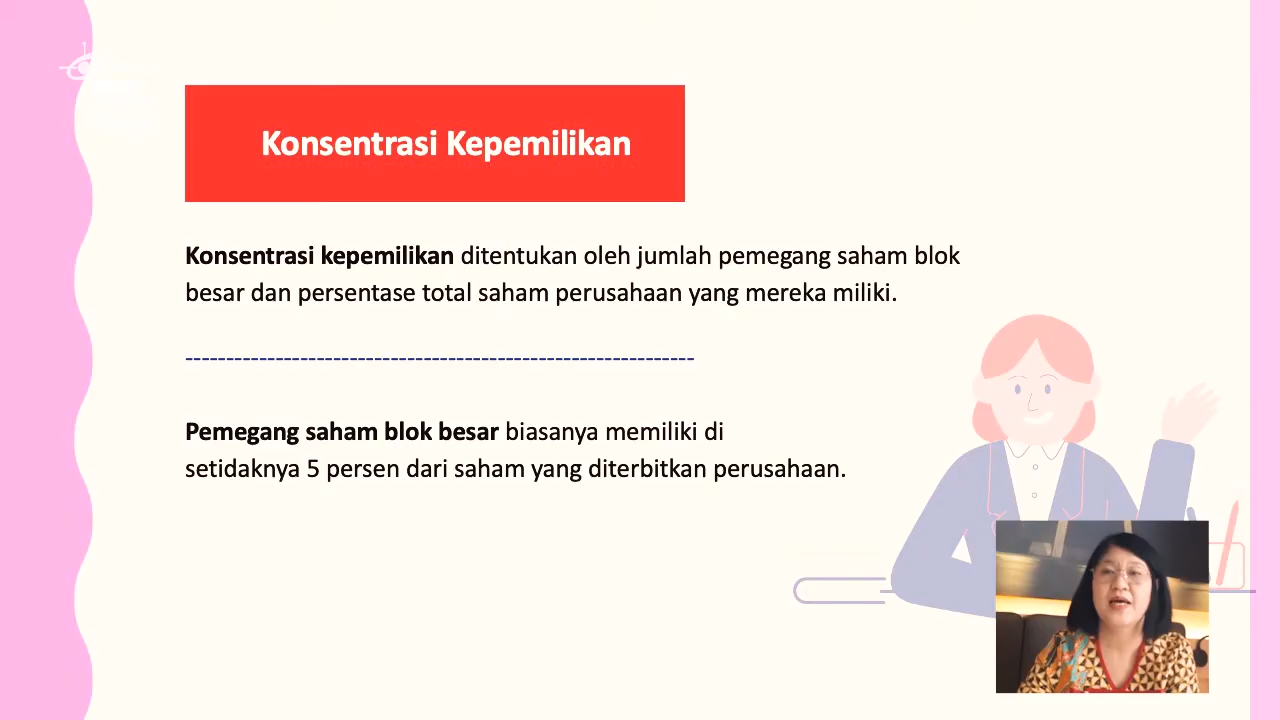 Konsentrasi Kepemilikan
Konsentrasi kepemilikan ditentukan oleh jumlah pemegang saham blok
besar dan persentase total saham perusahaan yang mereka miliki.
--------------------------------------------------------------
Pemegang saham blok besar biasanya memiliki di
setidaknya 5 persen dari saham yang diterbitkan perusahaan.